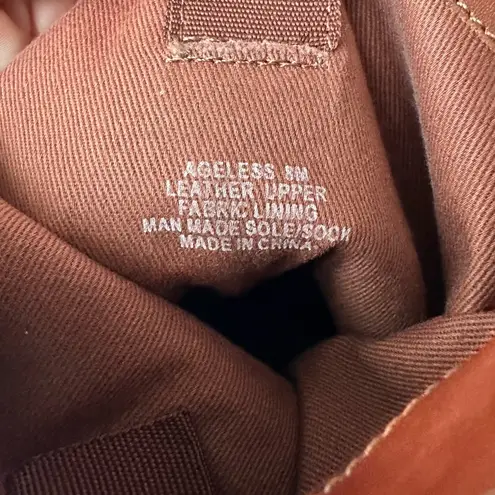 AGELESS 8M
LEATHER UPPER
FABRIC LINING
MAN MADE SOLE/SOCK
MADE IN CHINA